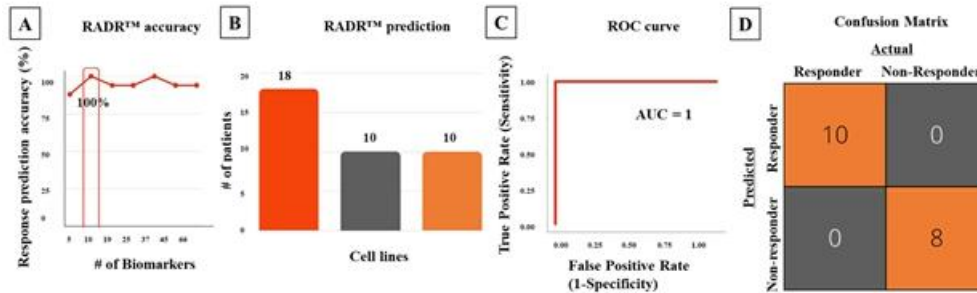 A
RADR™ accuracy
Response prediction accuracy (%)
100
75
50
25
0
100%
10 19 28 37 45
# of Biomarkers
B
RADR™ prediction
# of patients
20
15
10
5
0
18
10
10
Cell lines
C
ROC curve
True Positive Rate (Sensitivity)
1.00
0.75
0.50
0.25
0.00
AUC = 1
0.00 0.25 0.50 0.75 1.00
False Positive Rate
(1-Specificity)
D
Confusion Matrix
Actual
Responder Non-Responder
Predicted
Responder
Non-responder
10 0
0 8